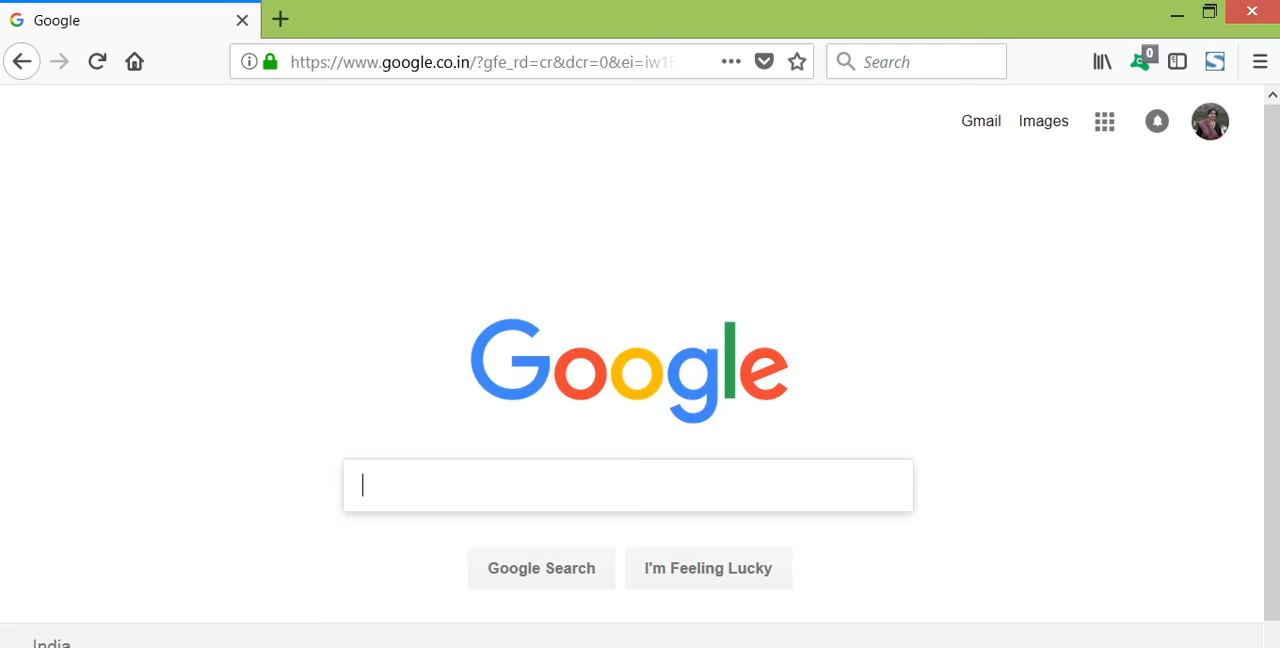 Google
https://www.google.co.in/?gfe_rd=cr&dcr=0&ei=iw1
Search
0
Gmail
Images
Google
Google Search
I'm Feeling Lucky
India